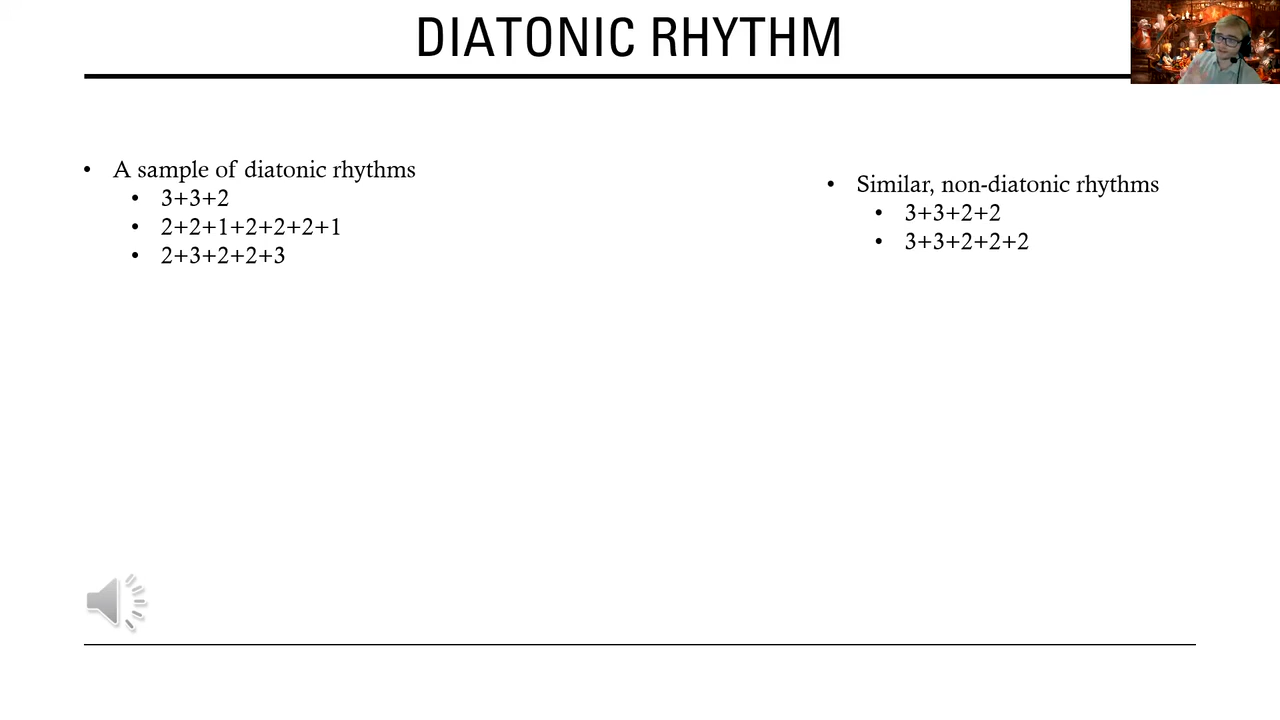 DIATONIC RHYTHM
• A sample of diatonic rhythms
• 3+3+2
• 2+2+1+2+2+2+1
• 2+3+2+2+3
• Similar, non-diatonic rhythms
• 3+3+2+2
• 3+3+2+2+2